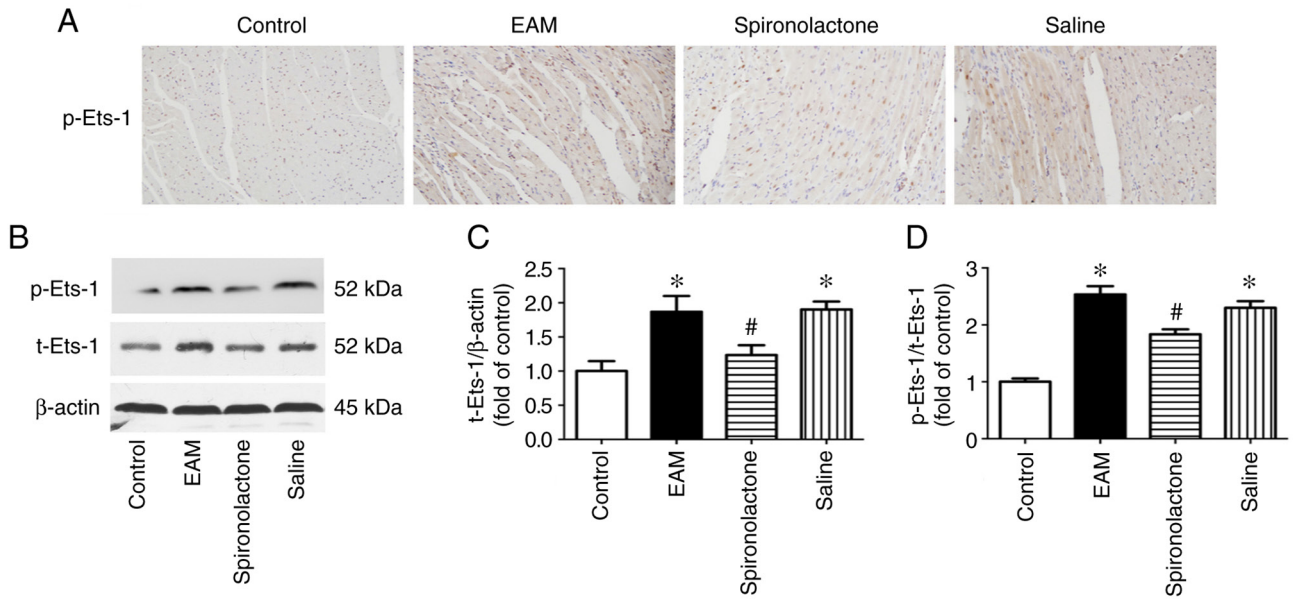 A
Control
EAM
Spironolactone
Saline
p-Ets-1
B
p-Ets-1
52 kDa
t-Ets-1
52 kDa
β-actin
45 kDa
Control
EAM
Spironolactone
Saline
C
t-Ets-1/β-actin
(fold of control)
2.5
2.0
1.5
1.0
0.5
0.0
*
#
*
Control
EAM
Spironolactone
Saline
D
p-Ets-1/t-Ets-1
(fold of control)
3
2
1
0
*
#
*
Control
EAM
Spironolactone
Saline